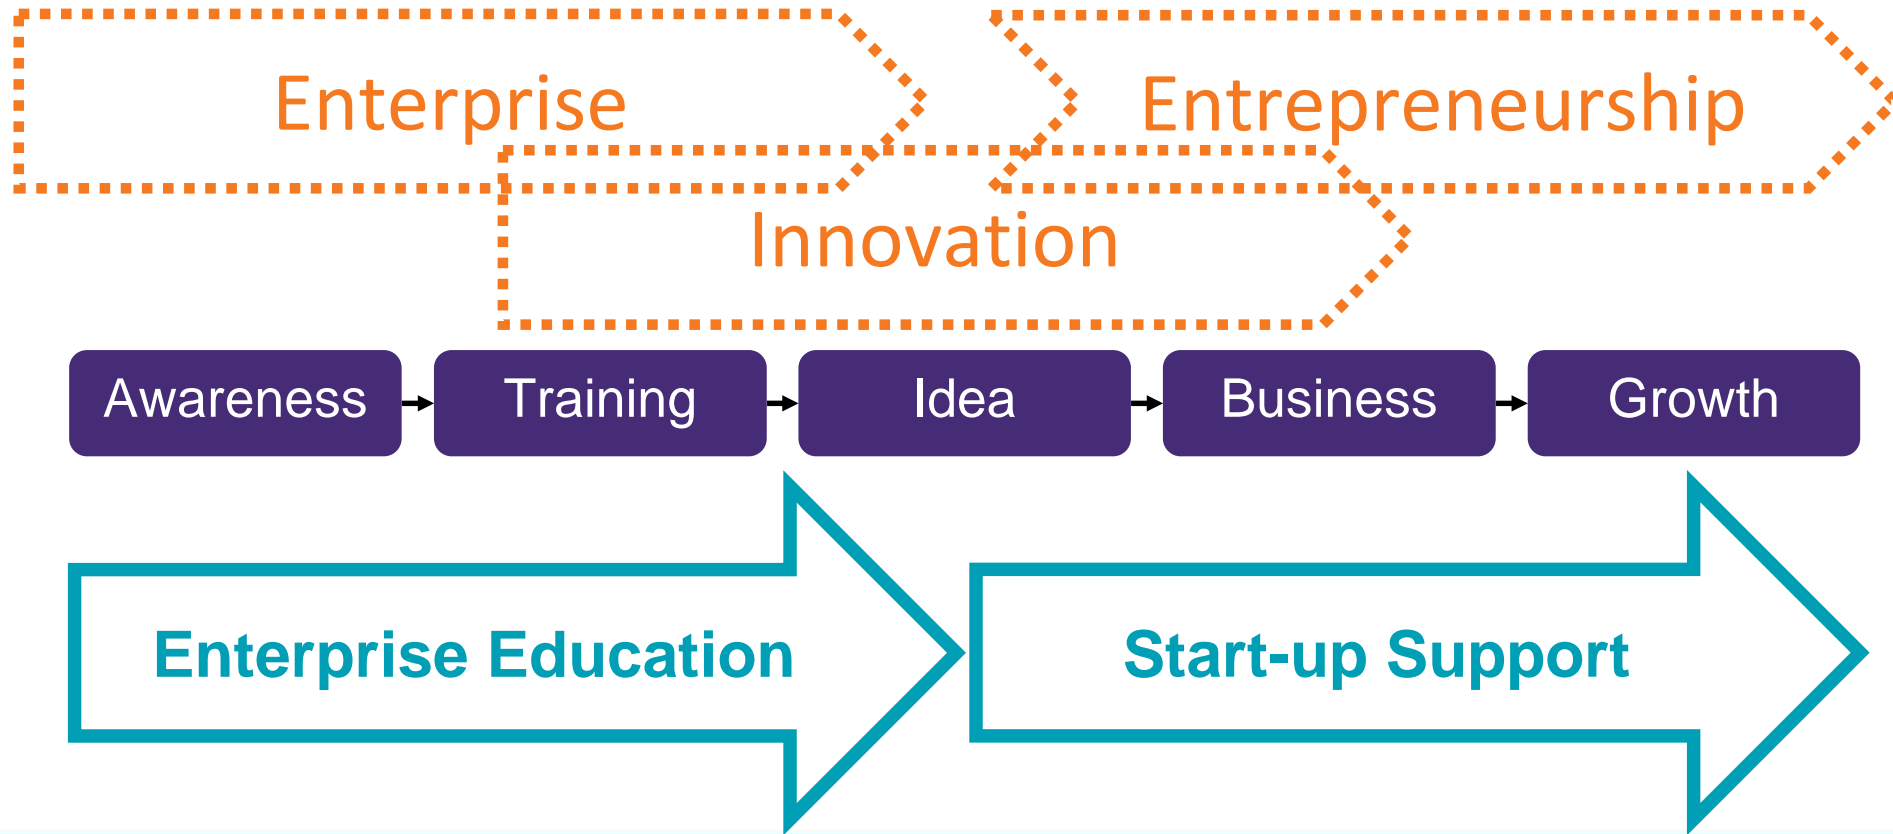 Enterprise
Entrepreneurship
Innovation
Awareness
Training
Idea
Business
Growth
Enterprise Education
Start-up Support